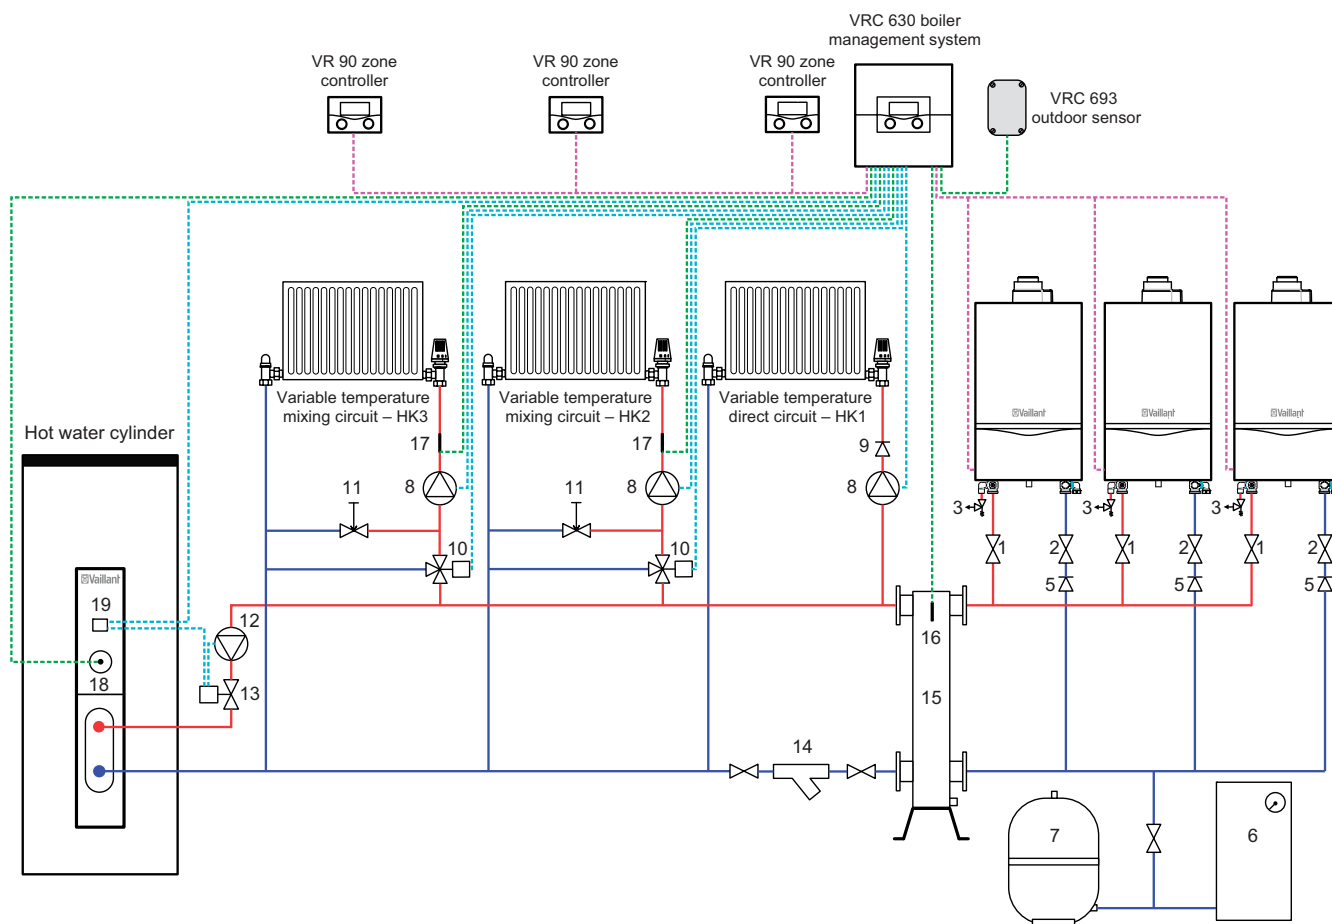 VRC 630 boiler
management system
VR 90 zone
controller
VR 90 zone
controller
VR 90 zone
controller
VRC 693
outdoor sensor
Variable temperature
mixing circuit – HK3
Variable temperature
mixing circuit – HK2
Variable temperature
direct circuit – HK1
Vaillant
Vaillant
Vaillant
Hot water cylinder
17
17
9
8
8
8
11
11
10
10
3
3
3
1
2
1
2
1
2
5
5
5
Vaillant
19
12
18
13
16
15
14
7
6